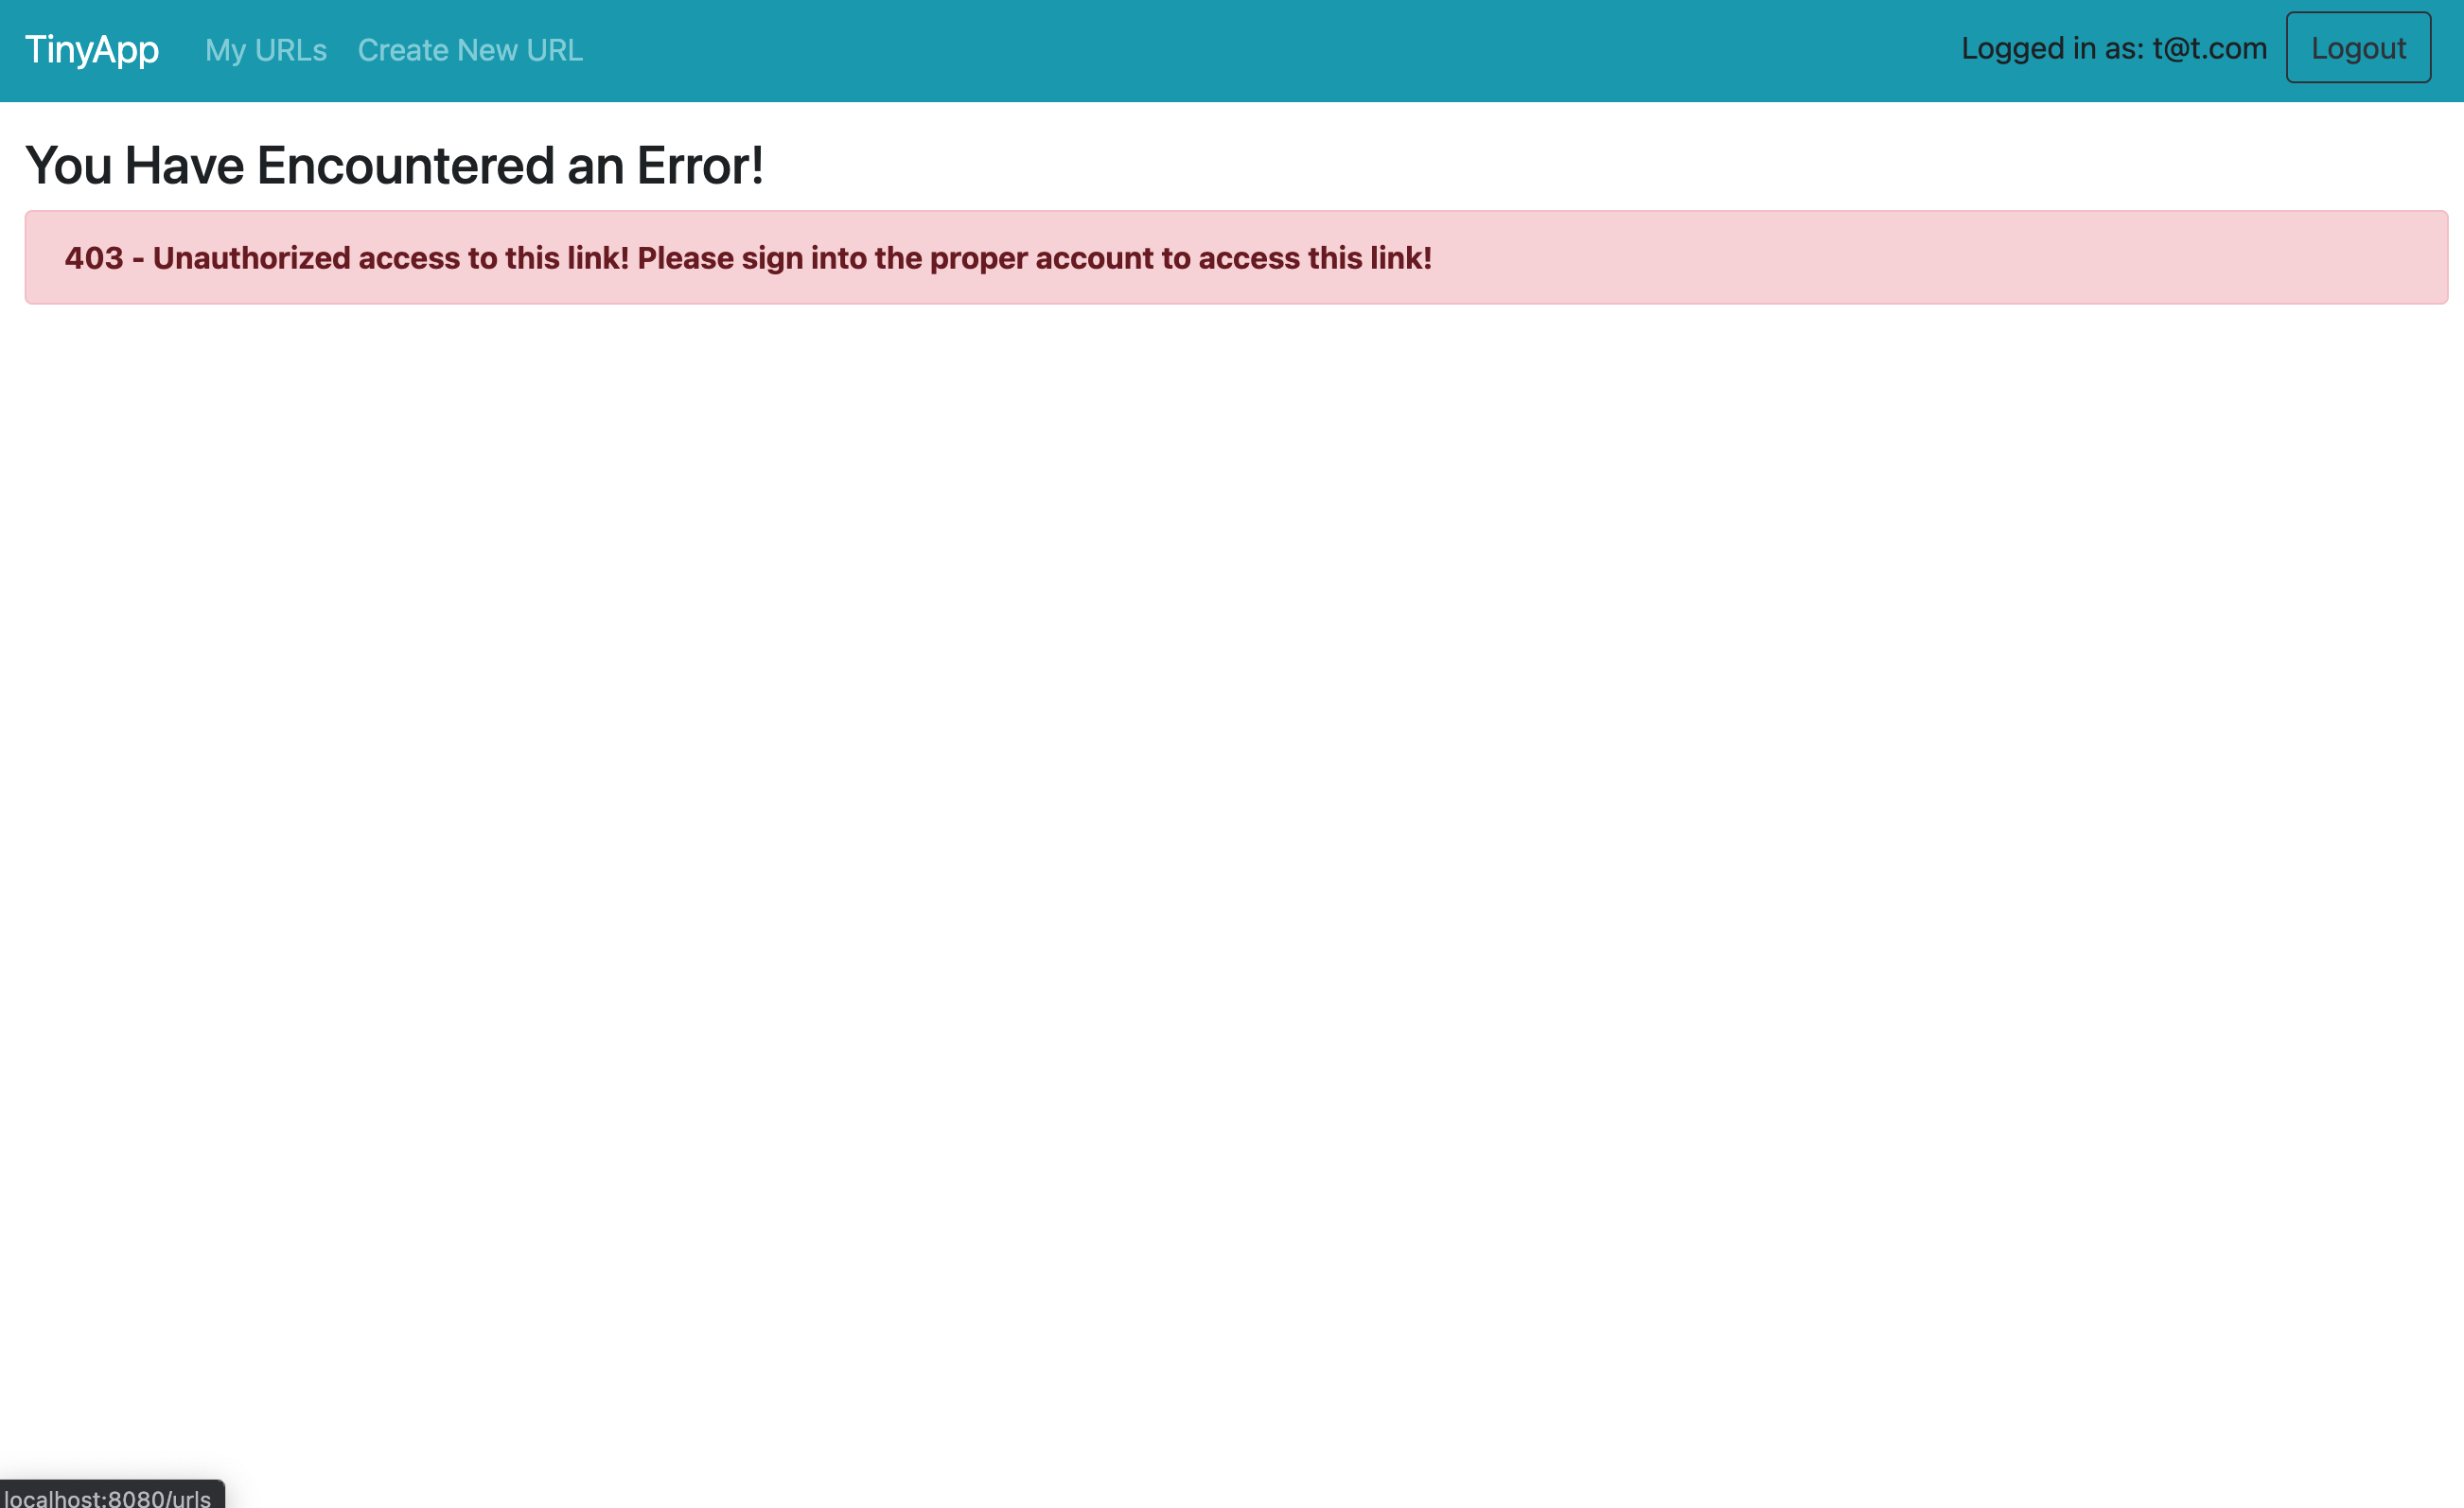 TinyApp My URLs Create New URL Logged in as: t@t.com Logout
You Have Encountered an Error!
403 - Unauthorized access to this link! Please sign into the proper account to access this link!
localhost:8080/urls